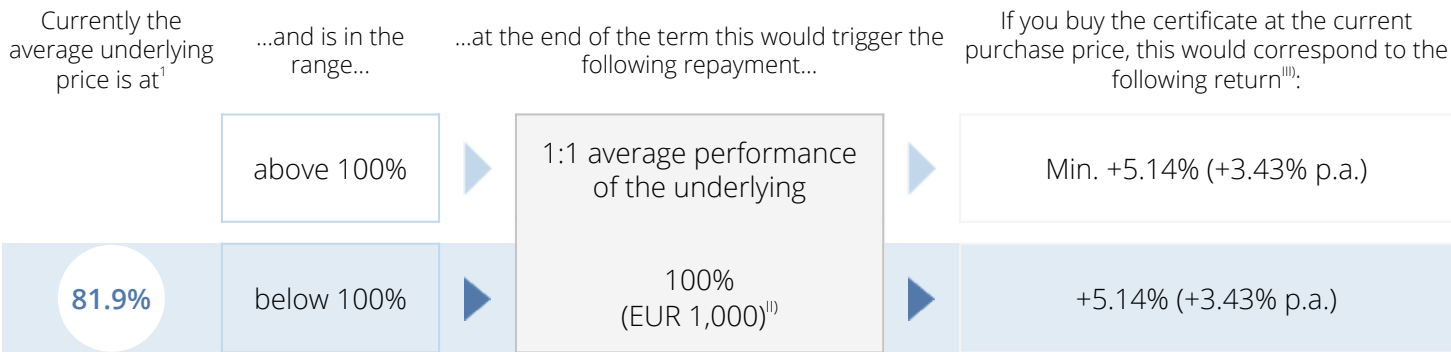 Currently the
average underlying
price is at¹
...and is in the
range...
...at the end of the term this would trigger the
following repayment...
If you buy the certificate at the current
purchase price, this would correspond to the
following return III):
above 100%
1:1 average performance
of the underlying
Min. +5.14% (+3.43% p.a.)
81.9%
below 100%
100%
(EUR 1,000) II)
+5.14% (+3.43% p.a.)